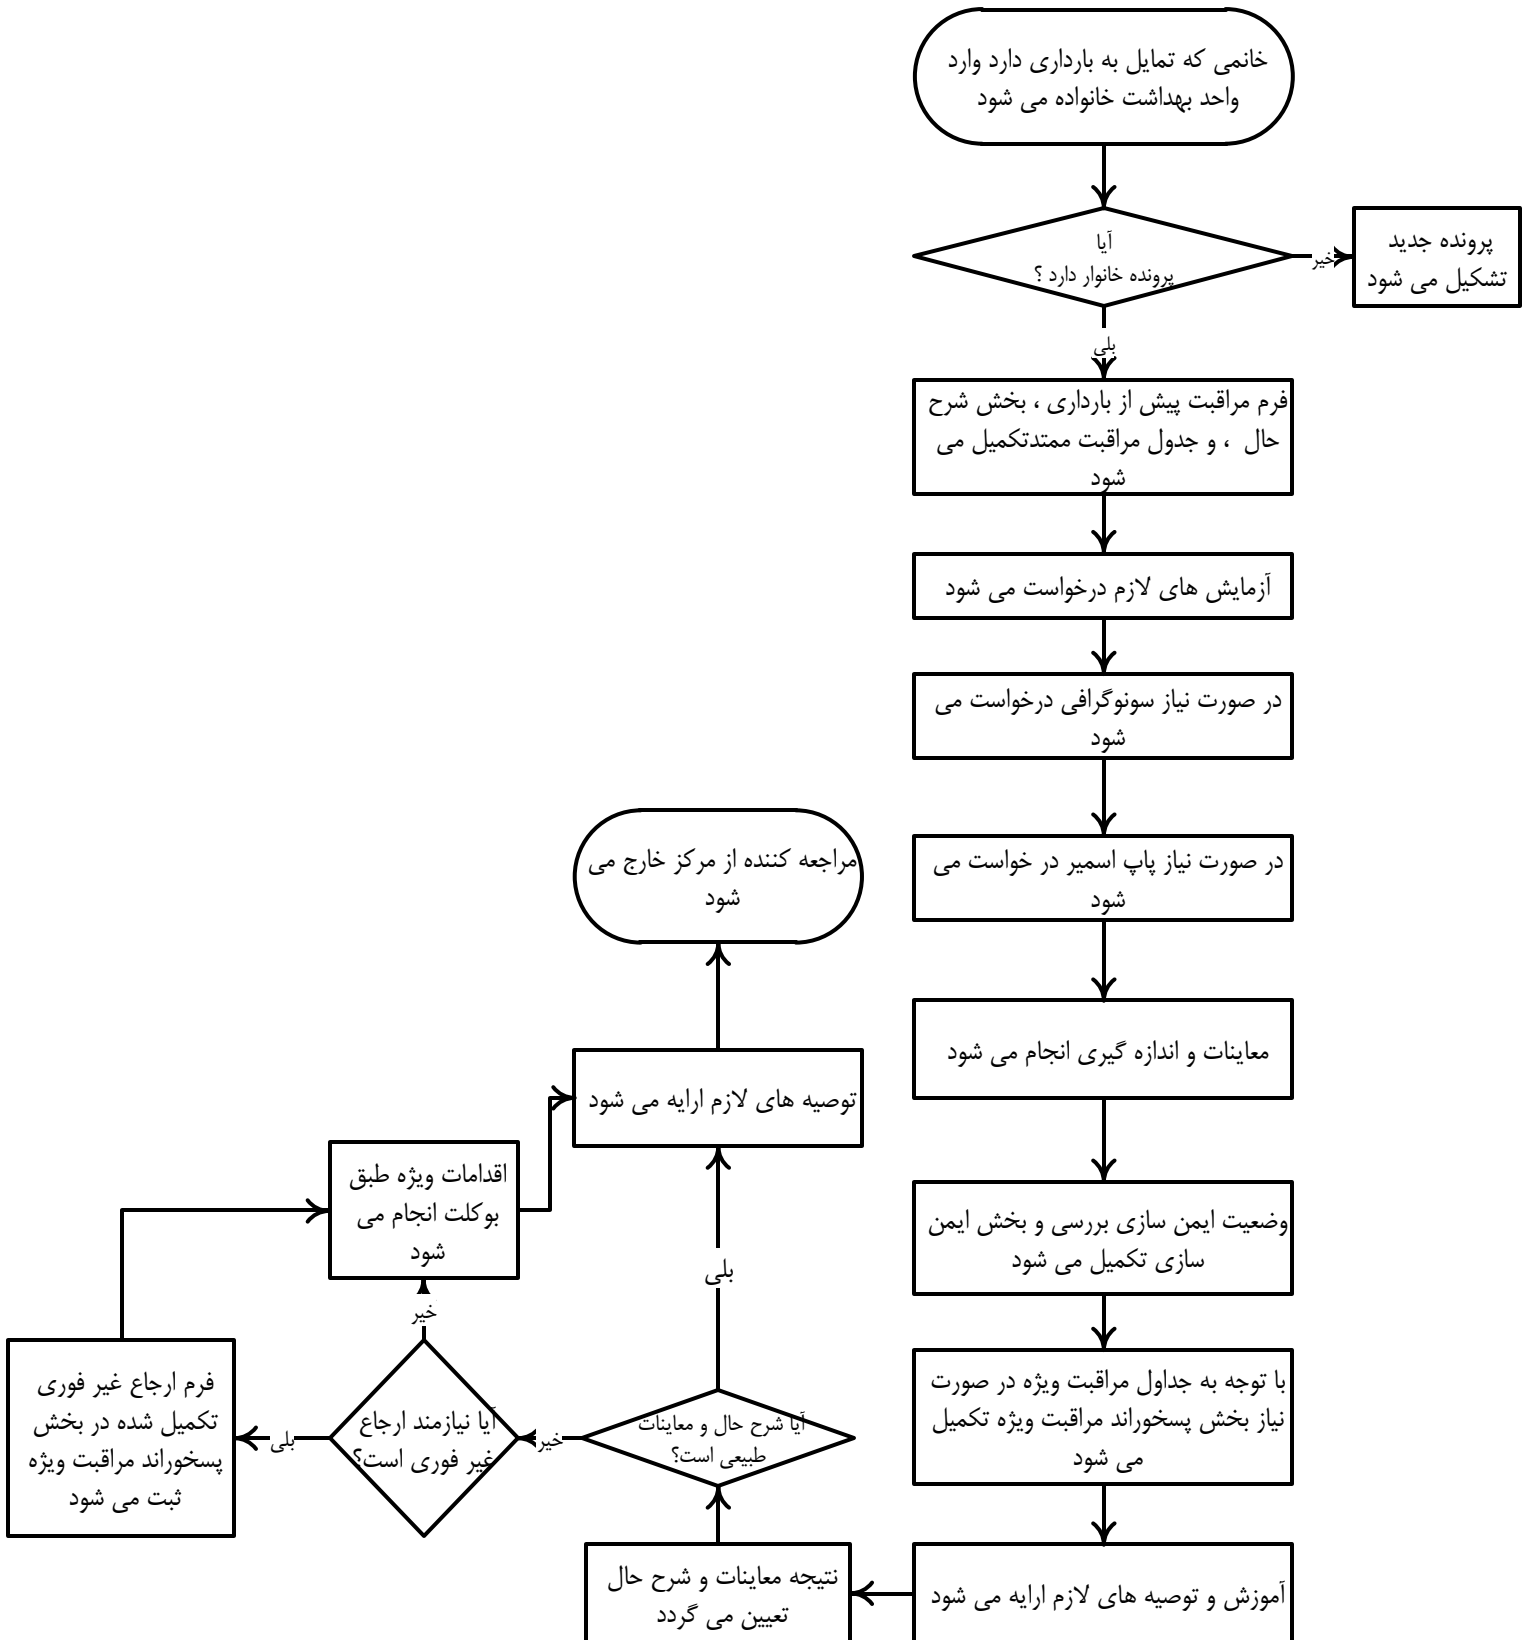 خانمی که تمایل به بارداری دارد وارد
واحد بهداشت خانواده می شود
آیا
پرونده خانوار دارد ؟
خیر
پرونده جدید
تشکیل می شود
بلی
فرم مراقبت پیش از بارداری ، بخش شرح
حال ، و جدول مراقبت ممتدتکمیل می
شود
آزمایش های لازم درخواست می شود
در صورت نیاز سونوگرافی درخواست می
شود
در صورت نیاز پاپ اسمیر در خواست می
شود
معاینات و اندازه گیری انجام می شود
وضعیت ایمن سازی بررسی و بخش ایمن
سازی تکمیل می شود
با توجه به جداول مراقبت ویژه در صورت
نیاز بخش پسخوراند مراقبت ویژه تکمیل
می شود
آموزش و توصیه های لازم ارایه می شود
نتیجه معاینات و شرح حال
تعیین می گردد
آیا شرح حال و معاینات
طبیعی است؟
بلی
توصیه های لازم ارایه می شود
مراجعه کننده از مرکز خارج می
شود
خیر
آیا نیازمند ارجاع
غیر فوری است؟
خیر
اقدامات ویژه طبق
بوکلت انجام می
شود
بلی
فرم ارجاع غیر فوری
تکمیل شده در بخش
پسخوراند مراقبت ویژه
ثبت می شود